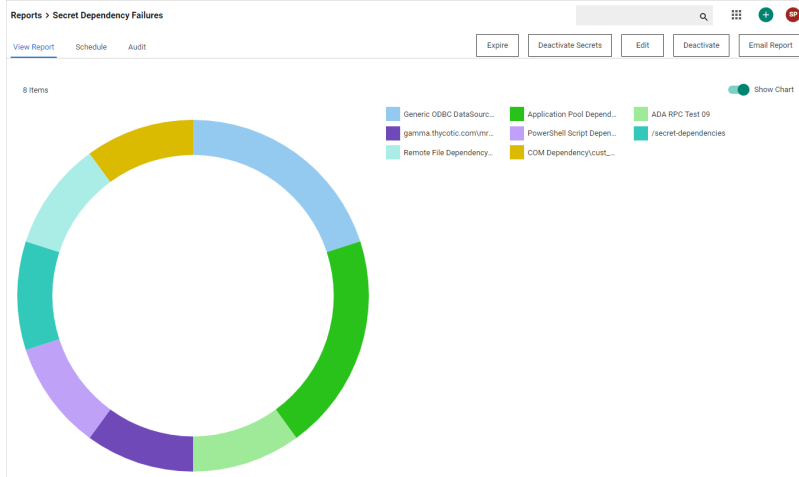 Reports > Secret Dependency Failures
SP
View Report Schedule Audit
Expire Deactivate Secrets Edit Deactivate Email Report
8 Items
Show Chart
Generic ODBC DataSourc... Application Pool Depend... ADA RPC Test 09
gamma.thycotic.com\mr... PowerShell Script Depen... /secret-dependencies
Remote File Dependency... COM Dependency\cust_...